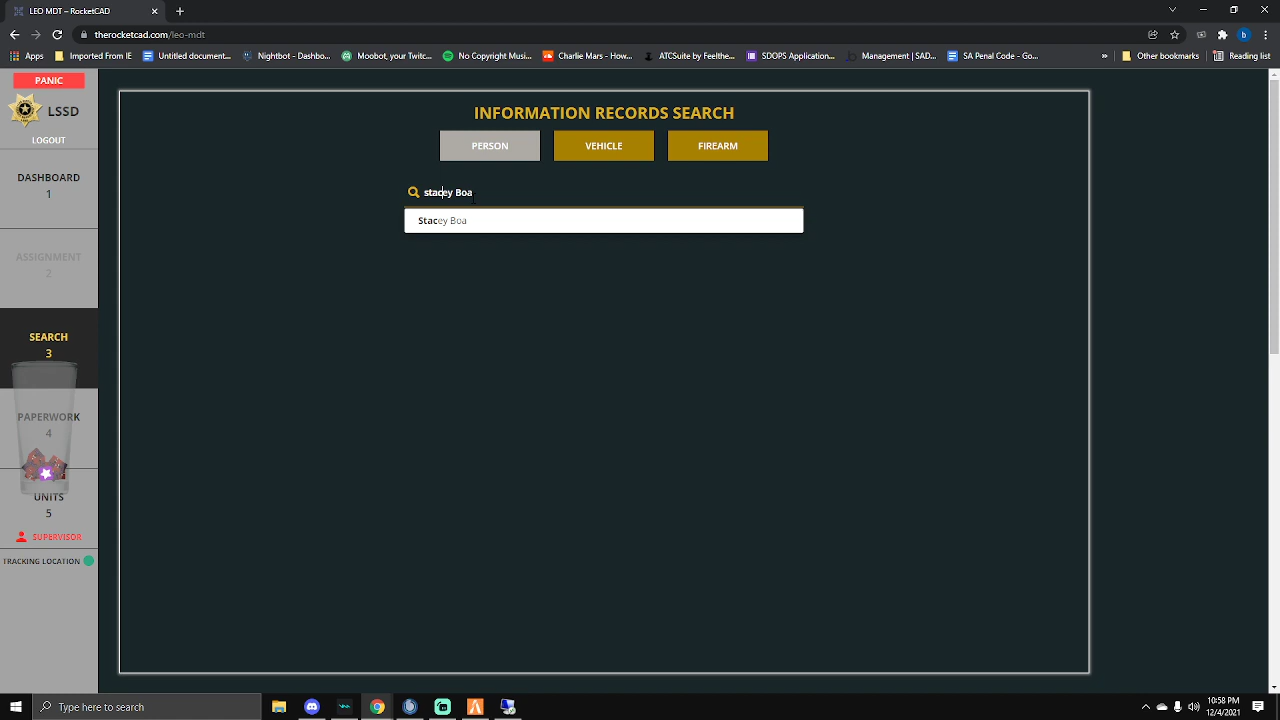 LEO MDT - RocketCAD
therocketcad.com/leo-mdt
Apps
Imported From IE
Untitled document...
Nightbot - Dashbo...
Moobot, your Twitc...
No Copyright Musi...
Charlie Mars - How...
ATCSuite by Feelthe...
SDOPS Application...
Management | SAD...
SA Penal Code - Go...
»
Other bookmarks
Reading list
PANIC
LSSD
LOGOUT
DASHBOARD
1
ASSIGNMENT
2
SEARCH
3
PAPERWORK
4
UNITS
5
SUPERVISOR
TRACKING LOCATION
INFORMATION RECORDS SEARCH
PERSON
VEHICLE
FIREARM
stacey Boa
Stacey Boa
Type here to search
10:58 PM
12/4/2021